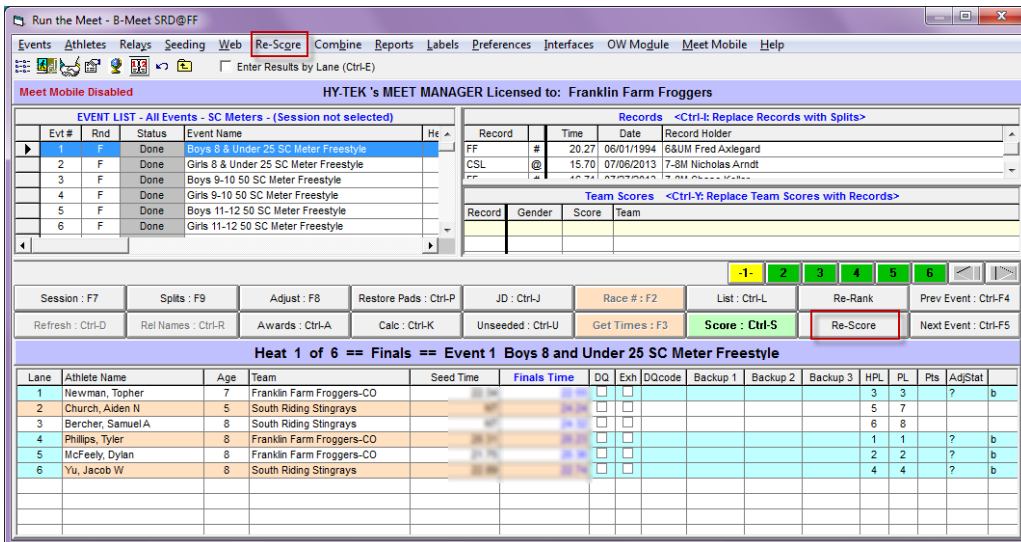 Run the Meet - B-Meet SRD@FF
Events Athletes Relays Seeding Web Re-Score Combine Reports Labels Preferences Interfaces OW Module Meet Mobile Help
Enter Results by Lane (Ctrl-E)
Meet Mobile Disabled HY-TEK 's MEET MANAGER Licensed to: Franklin Farm Froggers
EVENT LIST - All Events - SC Meters - (Session not selected)
Evt # Rnd Status Event Name He
1 F Done Boys 8 & Under 25 SC Meter Freestyle
2 F Done Girls 8 & Under 25 SC Meter Freestyle
3 F Done Boys 9-10 50 SC Meter Freestyle
4 F Done Girls 9-10 50 SC Meter Freestyle
5 F Done Boys 11-12 50 SC Meter Freestyle
6 F Done Girls 11-12 50 SC Meter Freestyle
Records <Ctrl-I: Replace Records with Splits>
Record Time Date Record Holder
FF # 20.27 06/01/1994 6&UM Fred Axlegard
CSL @ 15.70 07/06/2013 7-8M Nicholas Arndt
Team Scores <Ctrl-Y: Replace Team Scores with Records>
Record Gender Score Team
-1- 2 3 4 5 6
Session : F7 Splits : F9 Adjust : F8 Restore Pads : Ctrl-P JD : Ctrl-J Race # : F2 List : Ctrl-L Re-Rank Prev Event : Ctrl-F4
Refresh : Ctrl-D Rel Names : Ctrl-R Awards : Ctrl-A Calc : Ctrl-K Unseeded : Ctrl-U Get Times : F3 Score : Ctrl-S Re-Score Next Event : Ctrl-F5
Heat 1 of 6 == Finals == Event 1 Boys 8 and Under 25 SC Meter Freestyle
Lane Athlete Name Age Team Seed Time Finals Time DQ Exh DQcode Backup 1 Backup 2 Backup 3 HPL PL Pts AdjStat
1 Newman, Topher 7 Franklin Farm Froggers-CO 3 3 ? b
2 Church, Aiden N 5 South Riding Stingrays 5 7
3 Bercher, Samuel A 8 South Riding Stingrays 6 8
4 Phillips, Tyler 8 Franklin Farm Froggers-CO 1 1 ? b
5 McFeely, Dylan 8 Franklin Farm Froggers-CO 2 2 ? b
6 Yu, Jacob W 8 South Riding Stingrays 4 4 ? b